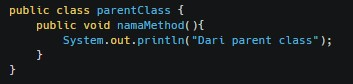 public class parentClass {
    public void namaMethod(){
        System.out.println("Dari parent class");
    }
}